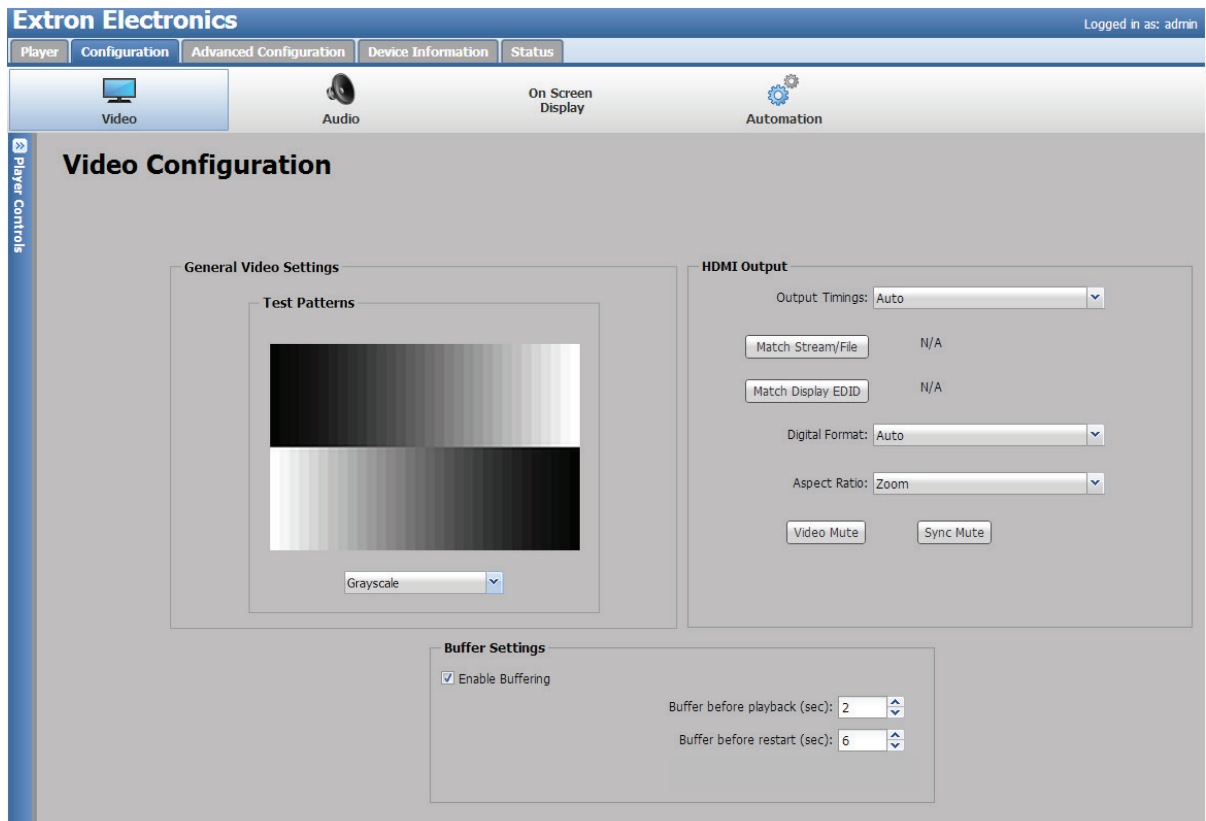 Extron Electronics
Logged in as: admin
Player
Configuration
Advanced Configuration
Device Information
Status
Video
Audio
On Screen
Display
Automation
Player Controls
Video Configuration
General Video Settings
Test Patterns
Grayscale
HDMI Output
Output Timings: Auto
Match Stream/File N/A
Match Display EDID N/A
Digital Format: Auto
Aspect Ratio: Zoom
Video Mute Sync Mute
Buffer Settings
Enable Buffering
Buffer before playback (sec): 2
Buffer before restart (sec): 6